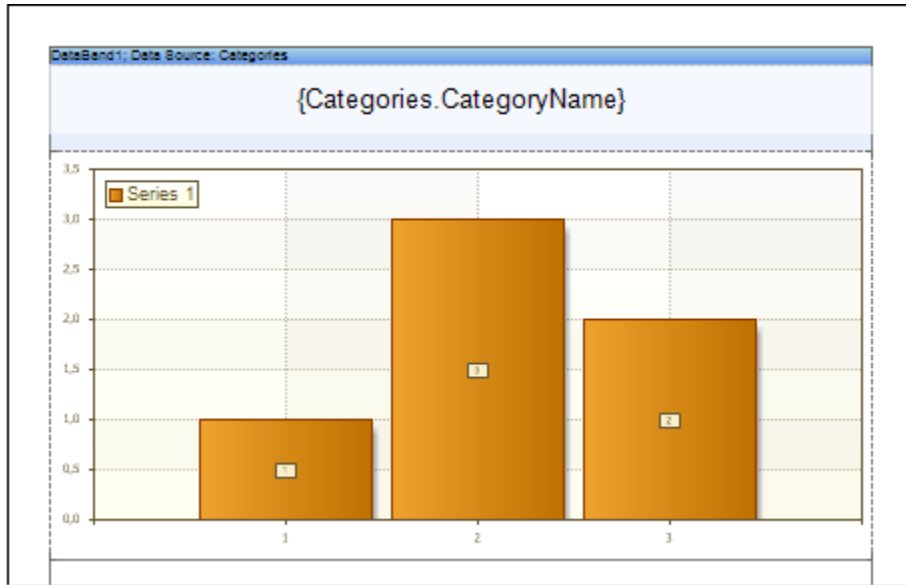 DataBand1; Data Source: Categories
{Categories.CategoryName}
3,5
Series 1
3,0
2,5
2,0
1,5
3
1,0
2
0,5
1
0,0
1 2 3